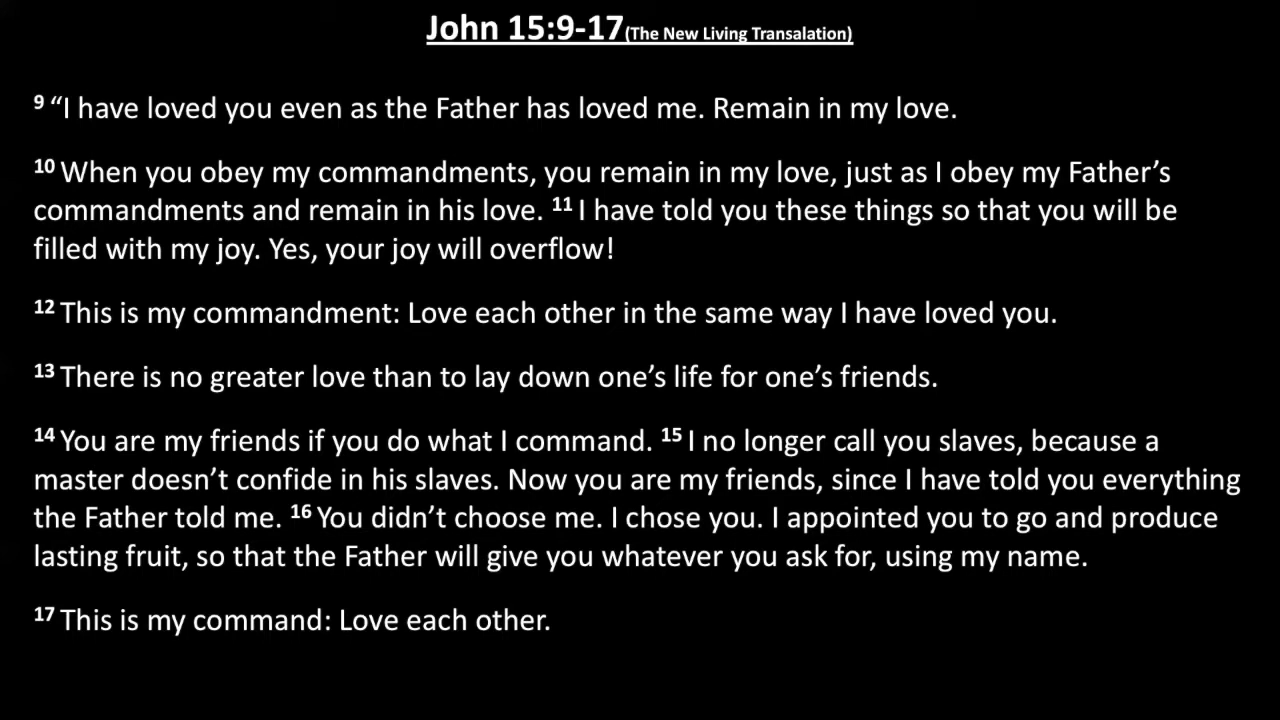 John 15:9-17(The New Living Transalation)
9 “I have loved you even as the Father has loved me. Remain in my love.
10 When you obey my commandments, you remain in my love, just as I obey my Father’s
commandments and remain in his love. 11 I have told you these things so that you will be
filled with my joy. Yes, your joy will overflow!
12 This is my commandment: Love each other in the same way I have loved you.
13 There is no greater love than to lay down one’s life for one’s friends.
14 You are my friends if you do what I command. 15 I no longer call you slaves, because a
master doesn’t confide in his slaves. Now you are my friends, since I have told you everything
the Father told me. 16 You didn’t choose me. I chose you. I appointed you to go and produce
lasting fruit, so that the Father will give you whatever you ask for, using my name.
17 This is my command: Love each other.